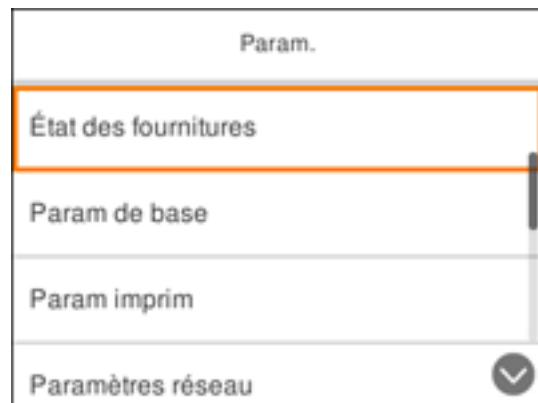 Param.
État des fournitures
Param de base
Param imprim
Paramètres réseau